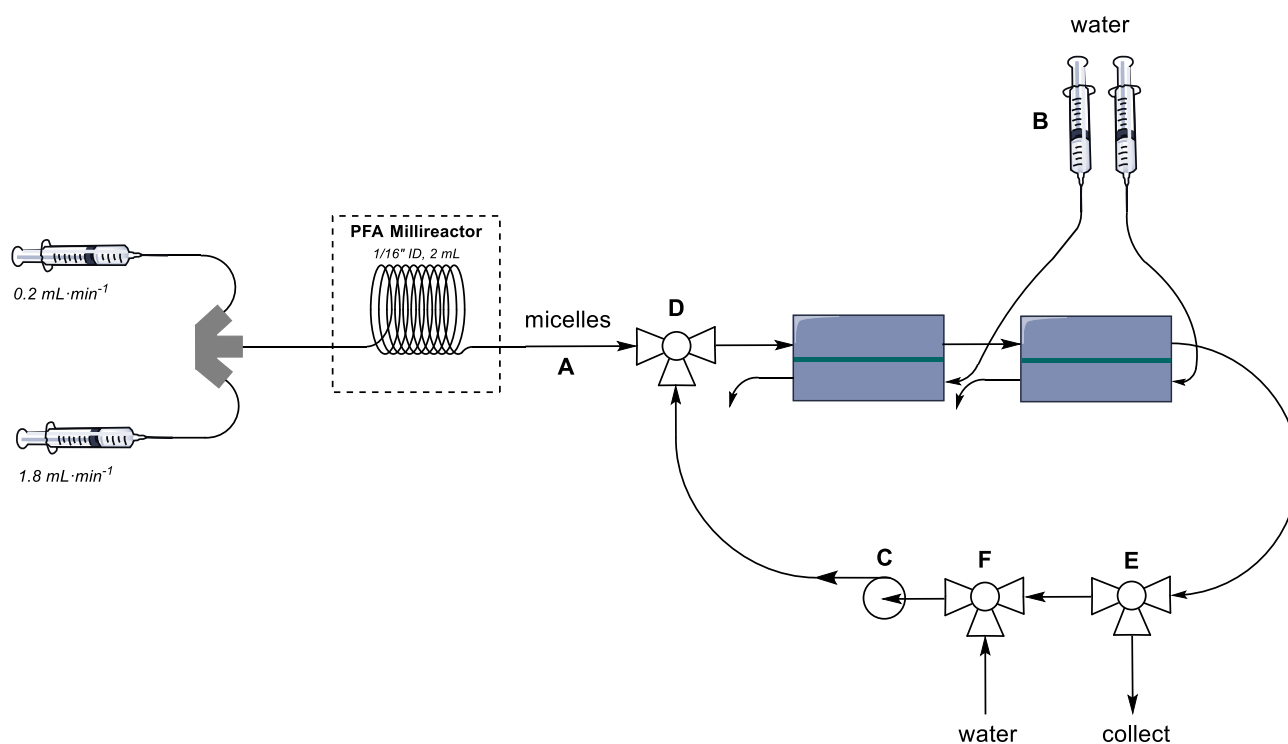 water
B
PFA Millireactor
1/16" ID, 2 mL
0.2 mL·min-1
micelles
A
D
1.8 mL·min-1
C
F
E
water
collect